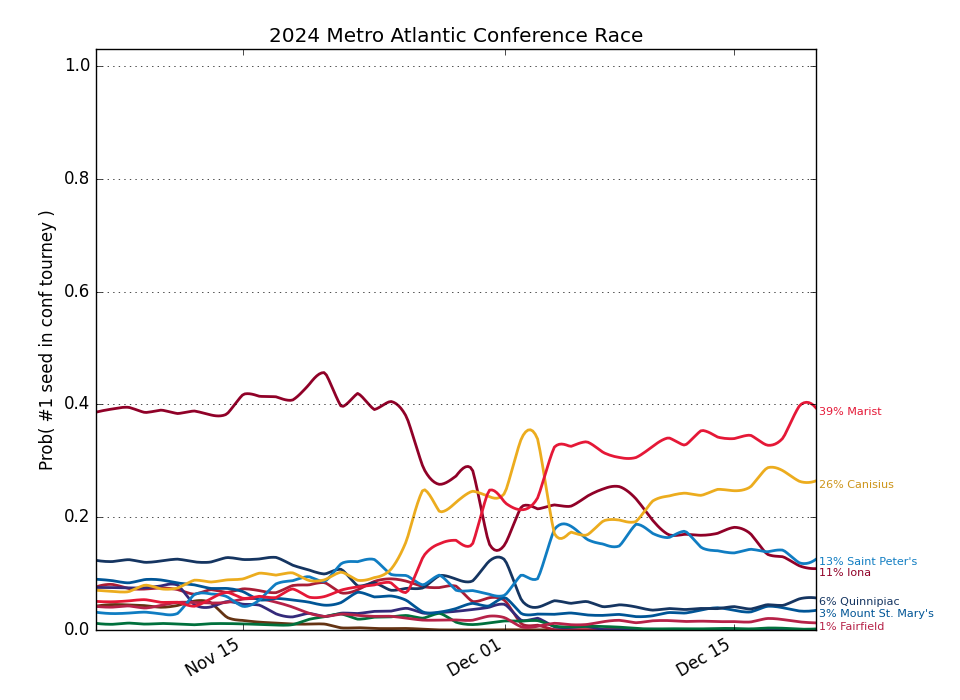 2024 Metro Atlantic Conference Race
Prob( #1 seed in conf tourney )
1.0
0.8
0.6
0.4
0.2
0.0
Nov 15
Dec 01
Dec 15
39% Marist
26% Canisius
13% Saint Peter's
11% Iona
6% Quinnipiac
3% Mount St. Mary's
1% Fairfield